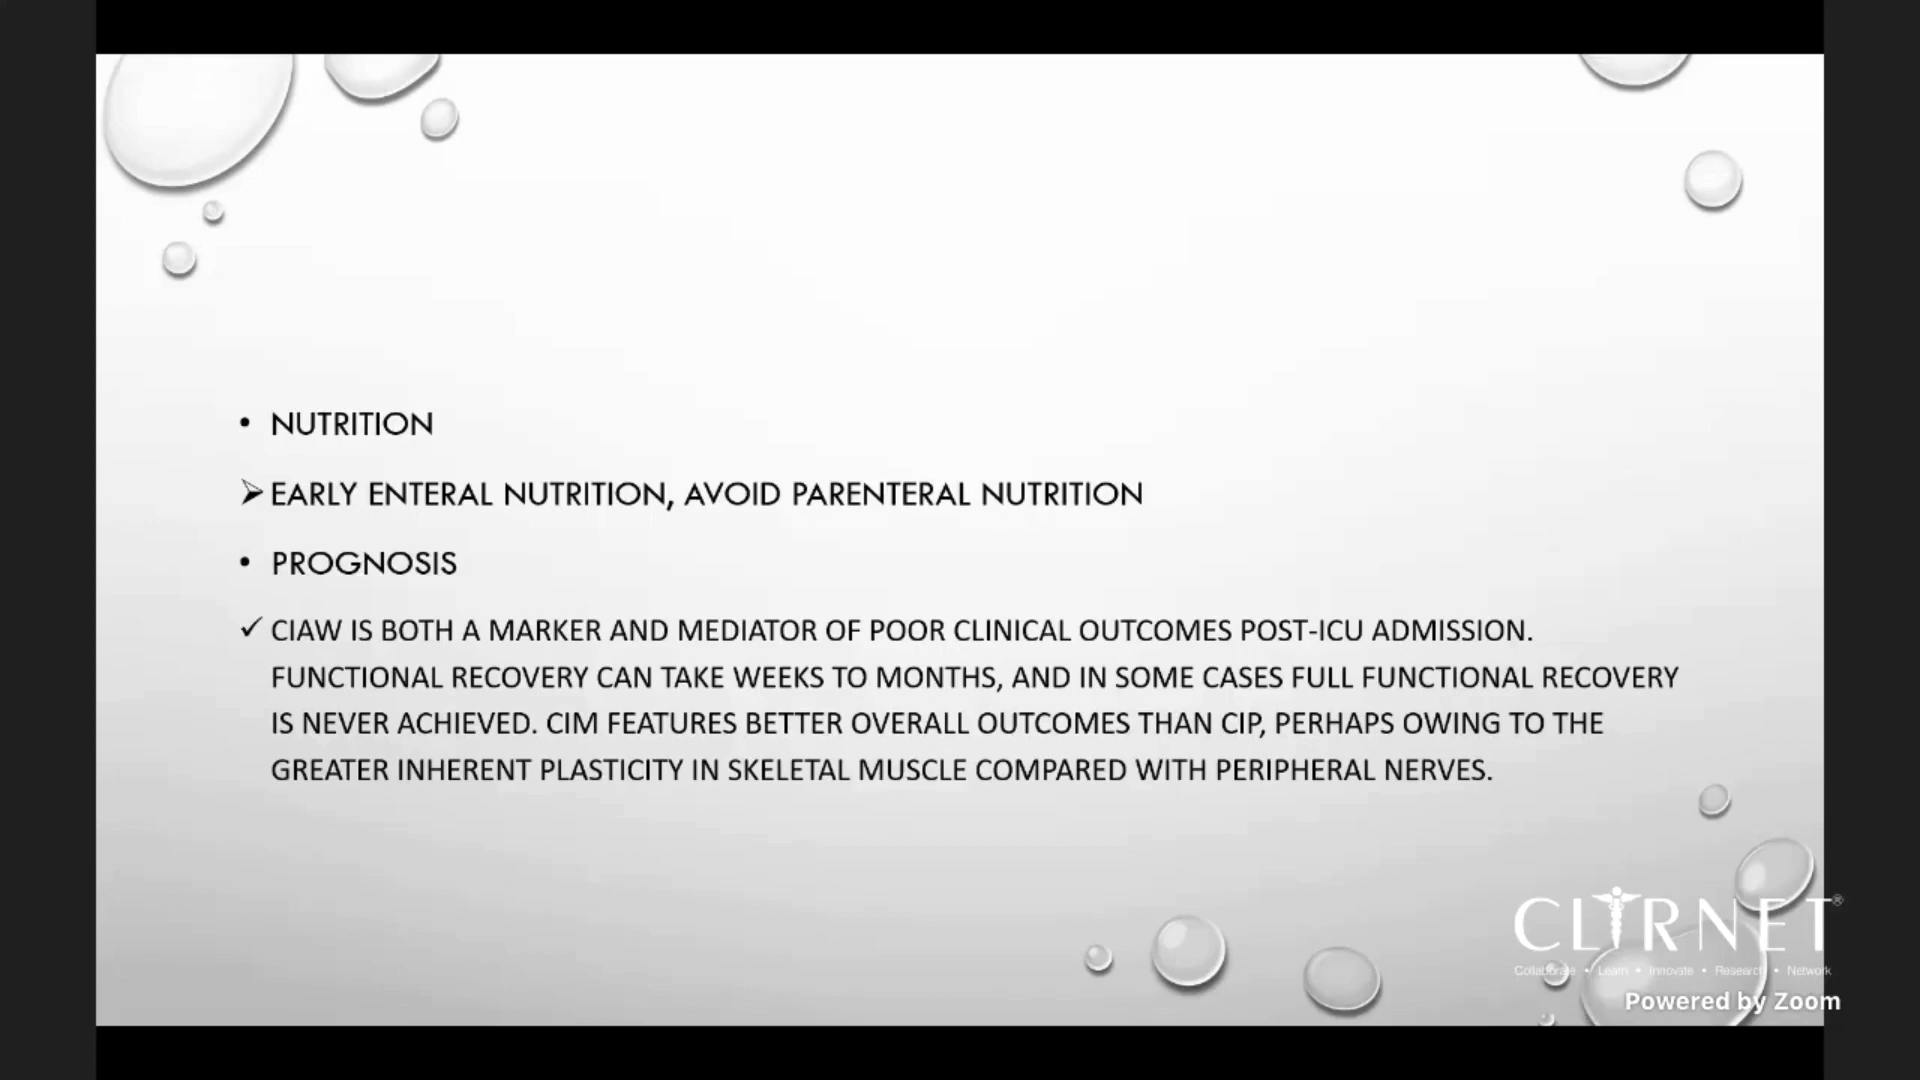 • NUTRITION
➢ EARLY ENTERAL NUTRITION, AVOID PARENTERAL NUTRITION
• PROGNOSIS
✓ CIAW IS BOTH A MARKER AND MEDIATOR OF POOR CLINICAL OUTCOMES POST-ICU ADMISSION.
FUNCTIONAL RECOVERY CAN TAKE WEEKS TO MONTHS, AND IN SOME CASES FULL FUNCTIONAL RECOVERY
IS NEVER ACHIEVED. CIM FEATURES BETTER OVERALL OUTCOMES THAN CIP, PERHAPS OWING TO THE
GREATER INHERENT PLASTICITY IN SKELETAL MUSCLE COMPARED WITH PERIPHERAL NERVES.
CLIRNET®
Collaborate • Learn • Innovate • Research • Network
Powered by Zoom